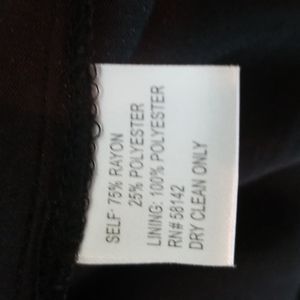 SELF: 75% RAYON
25% POLYESTER
LINING: 100% POLYESTER
RN# 58142
DRY CLEAN ONLY